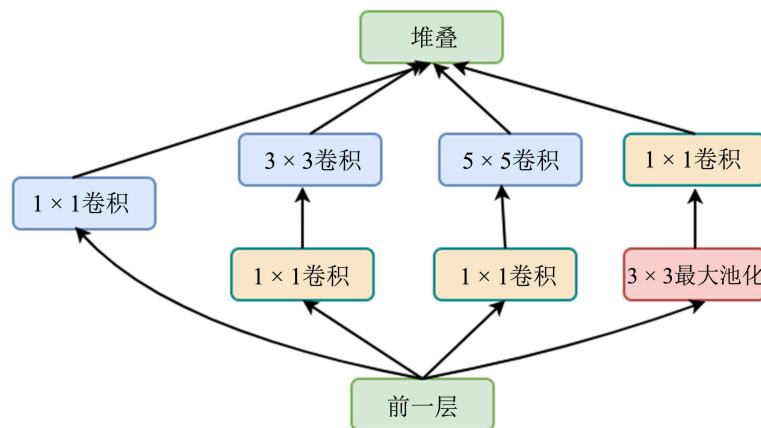 堆叠
3 × 3卷积
5 × 5卷积
1 × 1卷积
1 × 1卷积
1 × 1卷积
1 × 1卷积
3 × 3最大池化
前一层